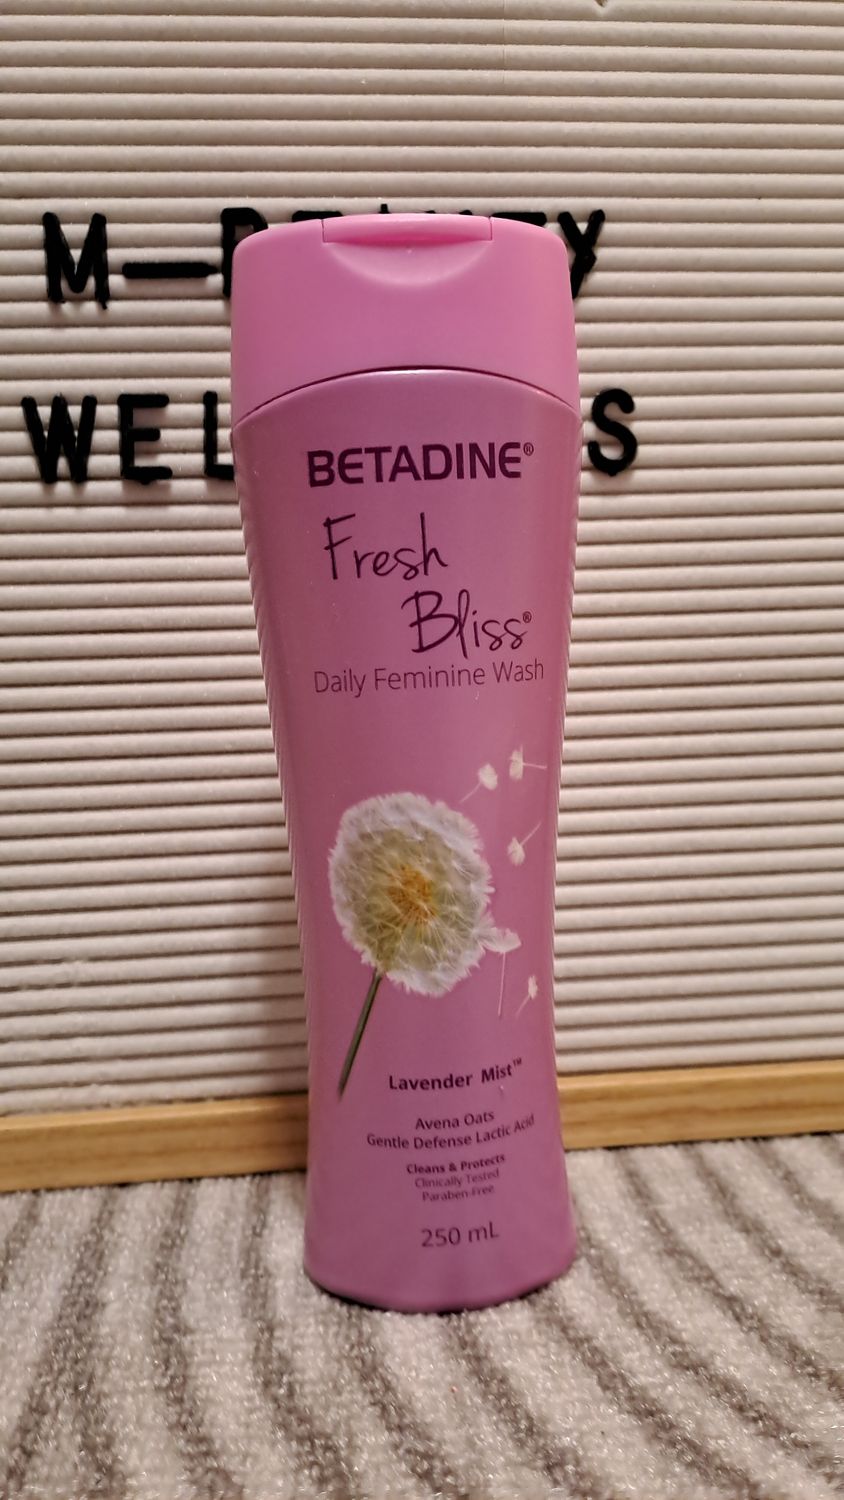 M—
WEL S
BETADINE®
Fresh
Bliss®
Daily Feminine Wash
Lavender Mist™
Avena Oats
Gentle Defense Lactic Acid
Cleans & Protects
Clinically Tested
Paraben-Free
250 mL